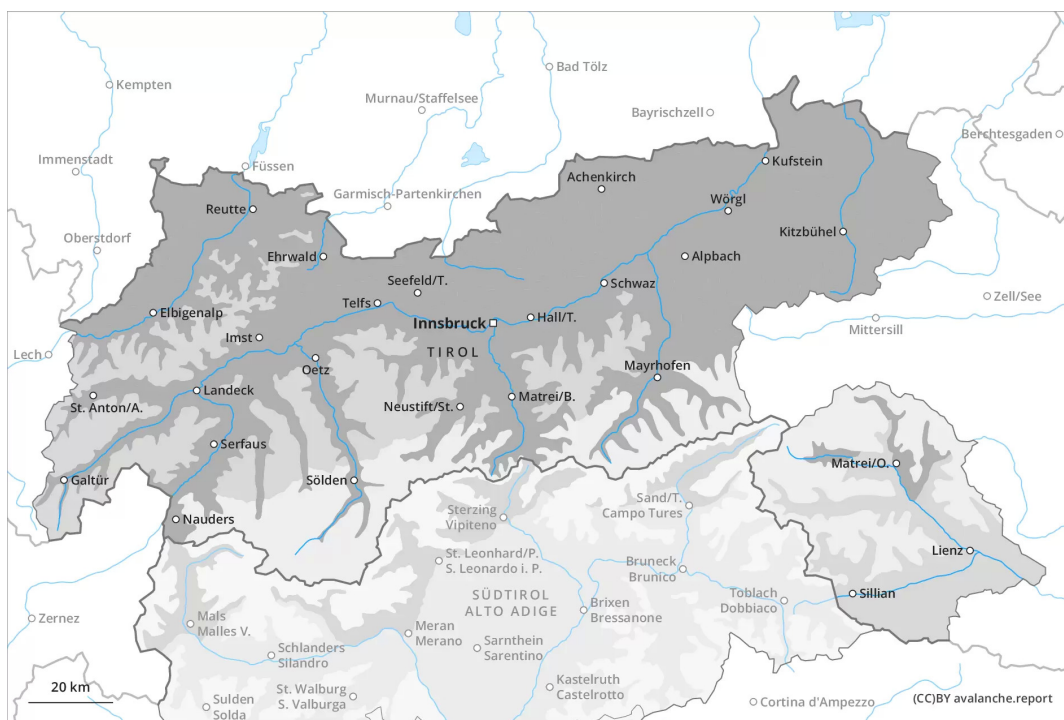 Bad Tölz
Kempten
Murnau/Staffelsee
Bayrischzell
Berchtesgaden
Immenstadt
Füssen
Kufstein
Achenkirch
Garmisch-Partenkirchen
Wörgl
Reutte
Kitzbühel
Oberstdorf
Ehrwald
Alpbach
Seefeld/T.
Schwaz
Zell/See
Telfs
Elbigenalp
Hall/T.
Innsbruck
Mittersill
Imst
TIROL
Lech
Oetz
Mayrhofen
Landeck
St. Anton/A.
Neustift/St.
Matrei/B.
Serfaus
Matrei/O.
Galtür
Sölden
Sand/T.
Campo Tures
Sterzing
Vipiteno
Nauders
St. Leonhard/P.
S. Leonardo i. P.
Lienz
Bruneck
Brunico
SÜDTIROL
ALTO ADIGE
Sillian
Toblach
Dobbiaco
Brixen
Bressanone
Zernez
Mals
Malles V.
Meran
Merano
Sarnthein
Sarentino
Schlanders
Silandro
Kastelruth
Castelrotto
20 km
St. Walburg
S. Valburga
Sulden
Solda
Cortina d'Ampezzo
(CC)BY avalanche.report